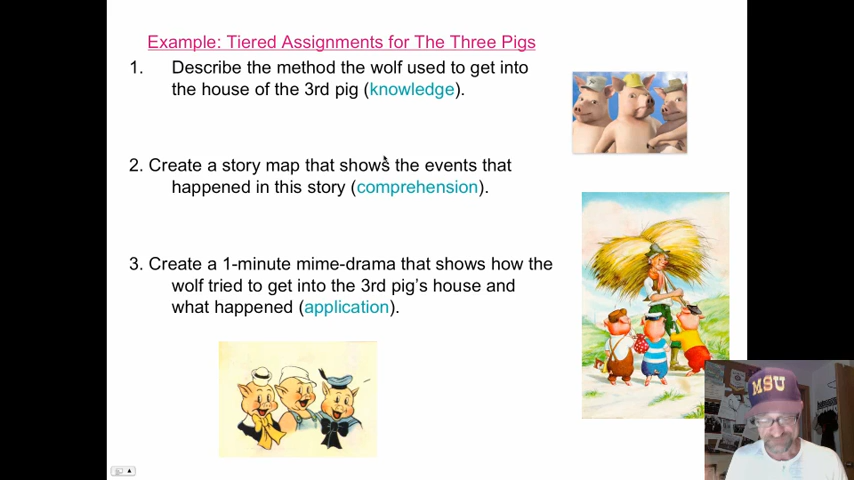 Example: Tiered Assignments for The Three Pigs
1. Describe the method the wolf used to get into
the house of the 3rd pig (knowledge).
2. Create a story map that shows the events that
happened in this story (comprehension).
3. Create a 1-minute mime-drama that shows how the
wolf tried to get into the 3rd pig's house and
what happened (application).
MSU